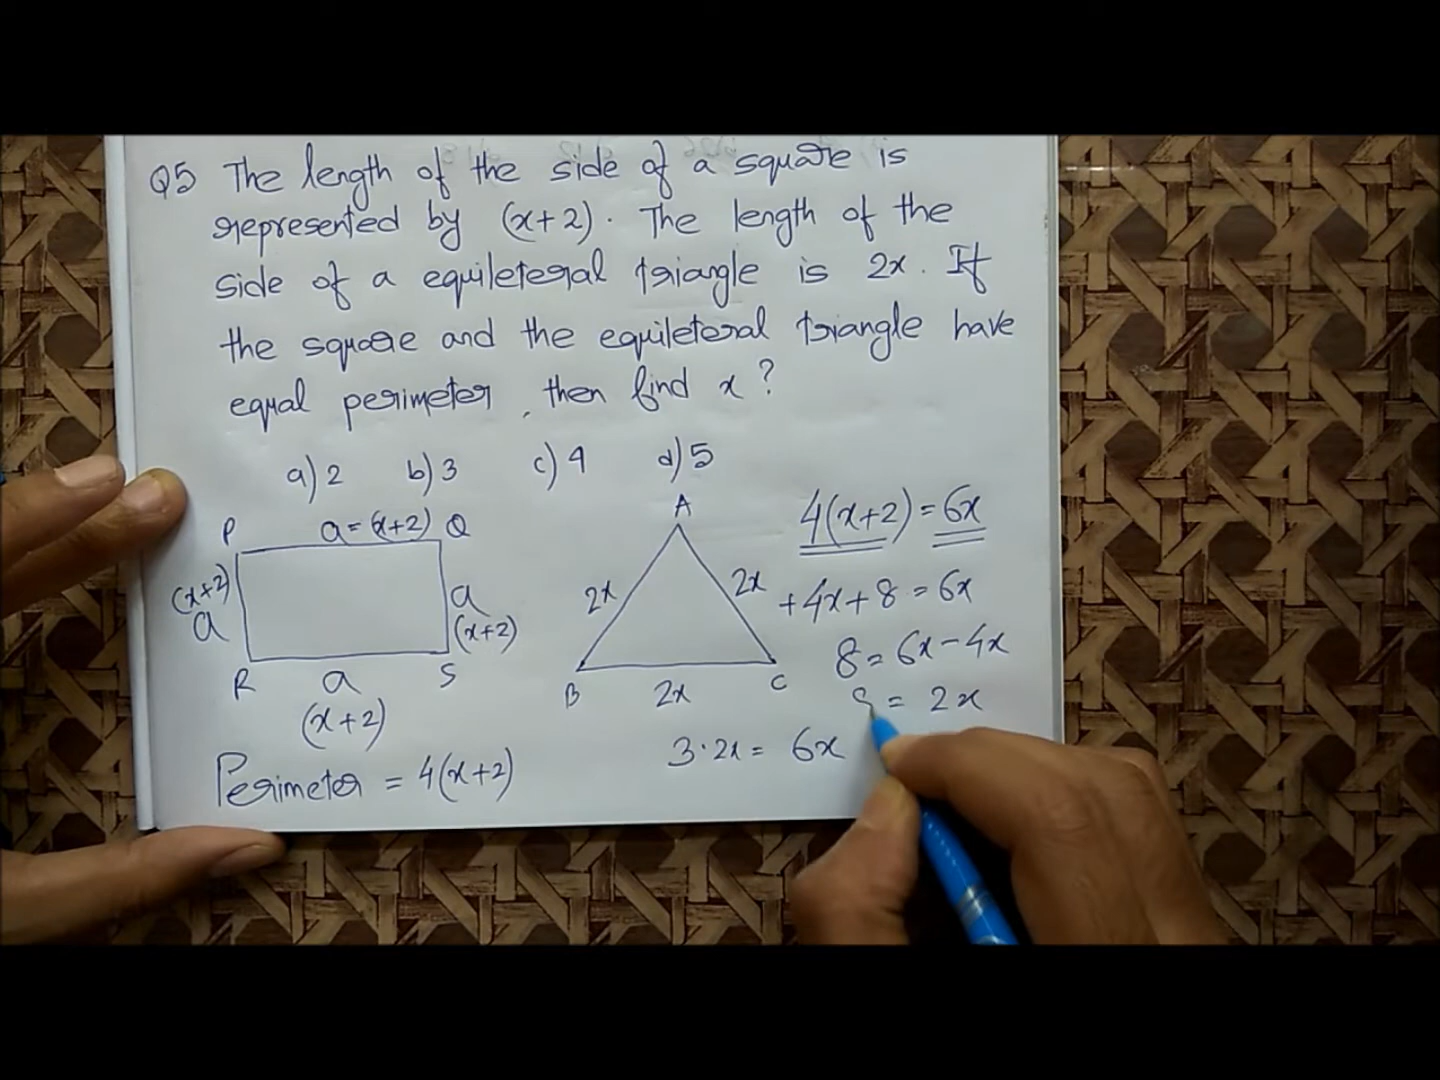 Q5 The length of the side of a square is
represented by (x+2). The length of the
side of a equileteral triangle is 2x. If
the square and the equileteral triangle have
equal perimeter, then find x?
a) 2 b) 3 c) 4 d) 5
P a = (x+2) Q
(x+2)
a
a
(x+2)
R a S
(x+2)
Perimeter = 4(x+2)
A
2x 2x
B 2x C
3·2x = 6x
4(x+2) = 6x
+4x+8 = 6x
8 = 6x-4x
8 = 2x